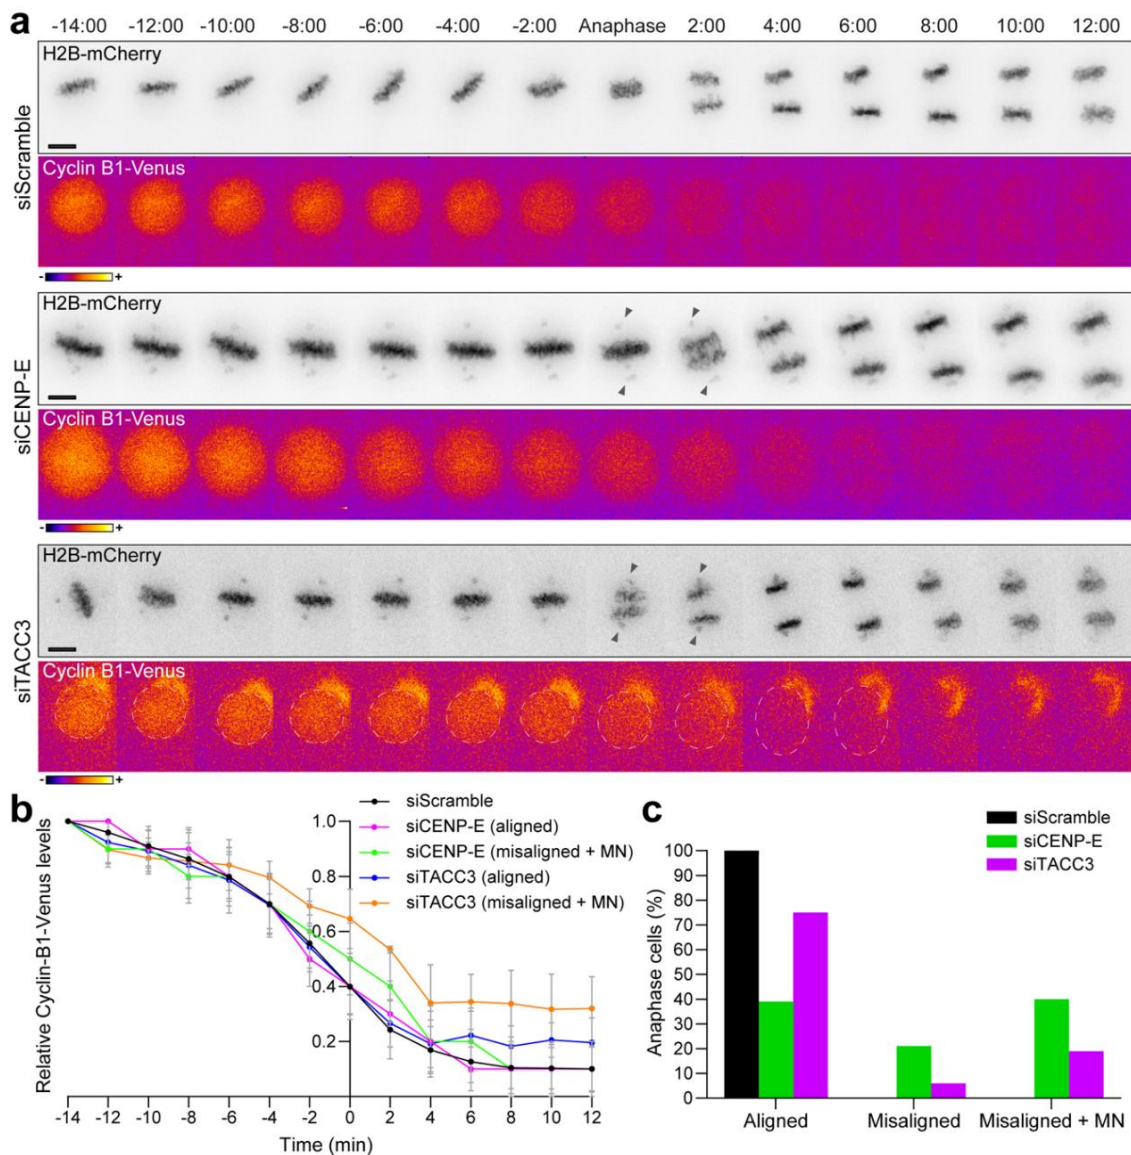 a
-14:00 -12:00 -10:00 -8:00 -6:00 -4:00 -2:00 Anaphase 2:00 4:00 6:00 8:00 10:00 12:00
siScramble
H2B-mCherry
Cyclin B1-Venus
- +
siCENP-E
H2B-mCherry
Cyclin B1-Venus
- +
siTACC3
H2B-mCherry
Cyclin B1-Venus
- +
b
Relative Cyclin-B1-Venus levels
siScramble
siCENP-E (aligned)
siCENP-E (misaligned + MN)
siTACC3 (aligned)
siTACC3 (misaligned + MN)
1.0
0.8
0.6
0.4
0.2
-14 -12 -10 -8 -6 -4 -2 0 2 4 6 8 10 12
Time (min)
c
siScramble
siCENP-E
siTACC3
Anaphase cells (%)
100
90
80
70
60
50
40
30
20
10
0
Aligned Misaligned Misaligned + MN